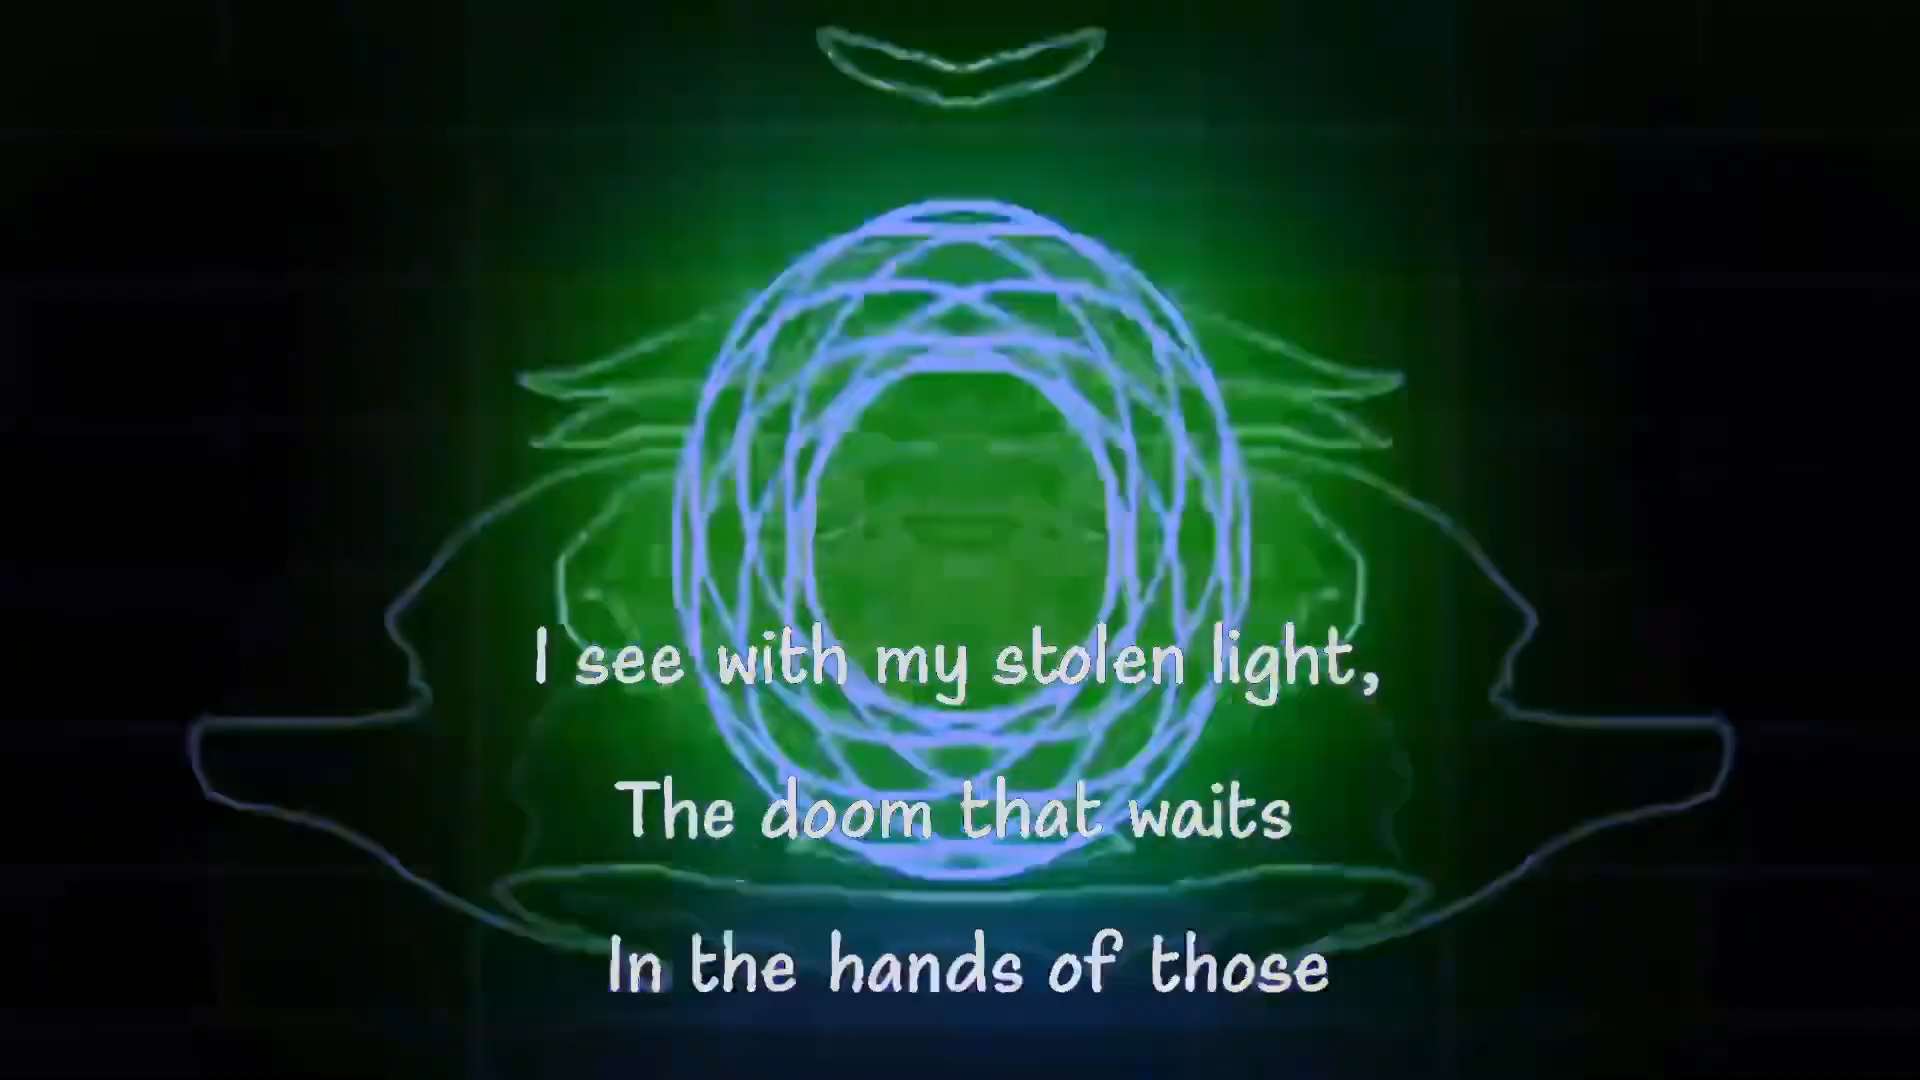 I see with my stolen light,
The doom that waits
In the hands of those